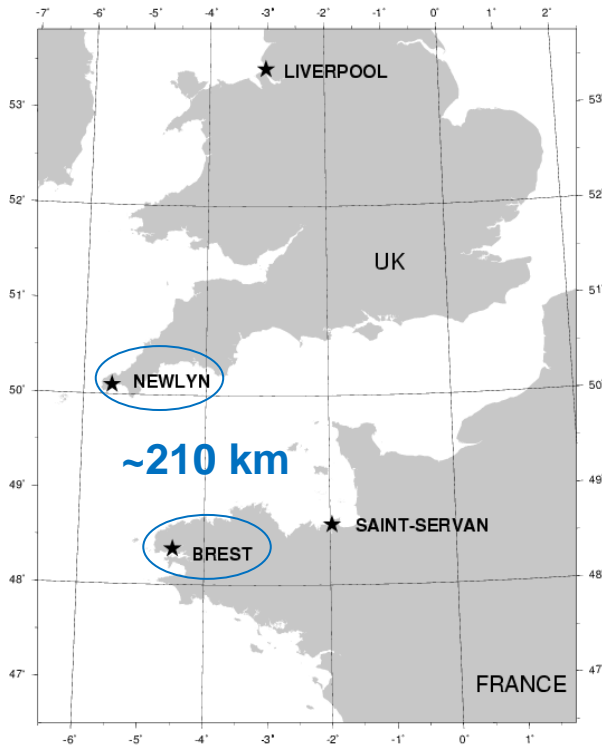 -7˚ -6˚ -5˚ -4˚ -3˚ -2˚ -1˚ 0˚ 1˚ 2˚
LIVERPOOL
53˚ 53˚
52˚ 52˚
UK
51˚ 51˚
NEWLYN
50˚ 50˚
~210 km
49˚ 49˚
SAINT-SERVAN
BREST
48˚ 48˚
47˚ 47˚
FRANCE
-6˚ -5˚ -4˚ -3˚ -2˚ -1˚ 0˚ 1˚